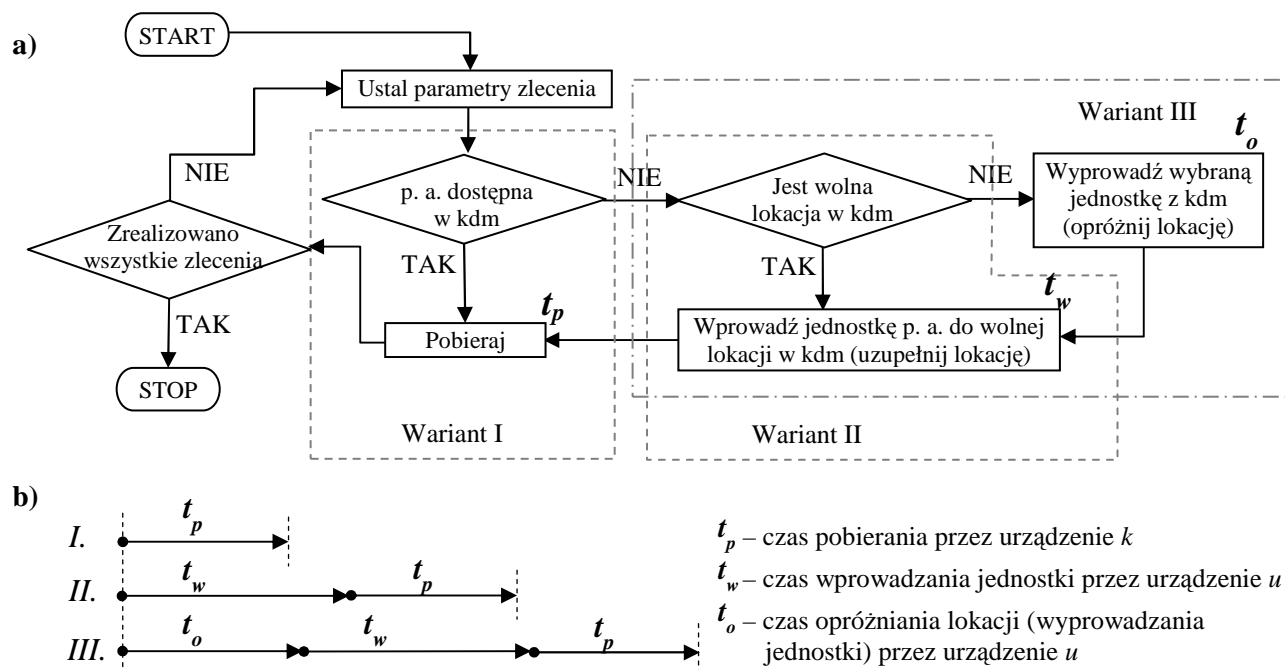 a)
START
Ustal parametry zlecenia
Wariant III
t_o
NIE
p. a. dostępna
w kdm
NIE
Jest wolna
lokacja w kdm
NIE
Wyprowadź wybraną
jednostkę z kdm
(opróżnij lokację)
Zrealizowano
wszystkie zlecenia
TAK
TAK
t_w
TAK
t_p
Pobieraj
Wprowadź jednostkę p. a. do wolnej
lokacji w kdm (uzupełnij lokację)
STOP
Wariant I
Wariant II
b)
I.
t_p
II.
t_w
t_p
III.
t_o
t_w
t_p
t_p – czas pobierania przez urządzenie k
t_w – czas wprowadzania jednostki przez urządzenie u
t_o – czas opróżniania lokacji (wyprowadzania
jednostki) przez urządzenie u